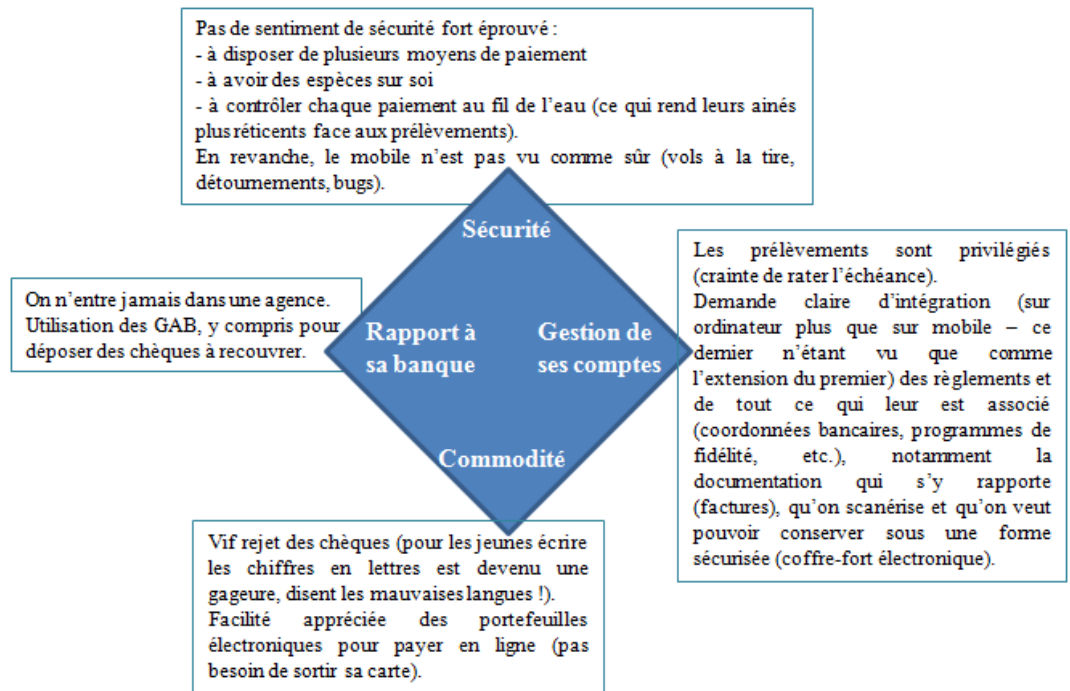 Pas de sentiment de sécurité fort éprouvé :
- à disposer de plusieurs moyens de paiement
- à avoir des espèces sur soi
- à contrôler chaque paiement au fil de l'eau (ce qui rend leurs ainés
plus réticents face aux prélèvements).
En revanche, le mobile n'est pas vu comme sûr (vols à la tire,
détournements, bugs).
Sécurité
On n'entre jamais dans une agence.
Utilisation des GAB, y compris pour
déposer des chèques à recouvrer.
Rapport à
sa banque
Gestion de
ses comptes
Les prélèvements sont privilégiés
(crainte de rater l'échéance).
Demande claire d'intégration (sur
ordinateur plus que sur mobile – ce
dernier n'étant vu que comme
l'extension du premier) des règlements et
de tout ce qui leur est associé
(coordonnées bancaires, programmes de
fidélité, etc.), notamment la
documentation qui s'y rapporte
(factures), qu'on scanérise et qu'on veut
pouvoir conserver sous une forme
sécurisée (coffre-fort électronique).
Commodité
Vif rejet des chèques (pour les jeunes écrire
les chiffres en lettres est devenu une
gageure, disent les mauvaises langues !).
Facilité appréciée des portefeuilles
électroniques pour payer en ligne (pas
besoin de sortir sa carte).